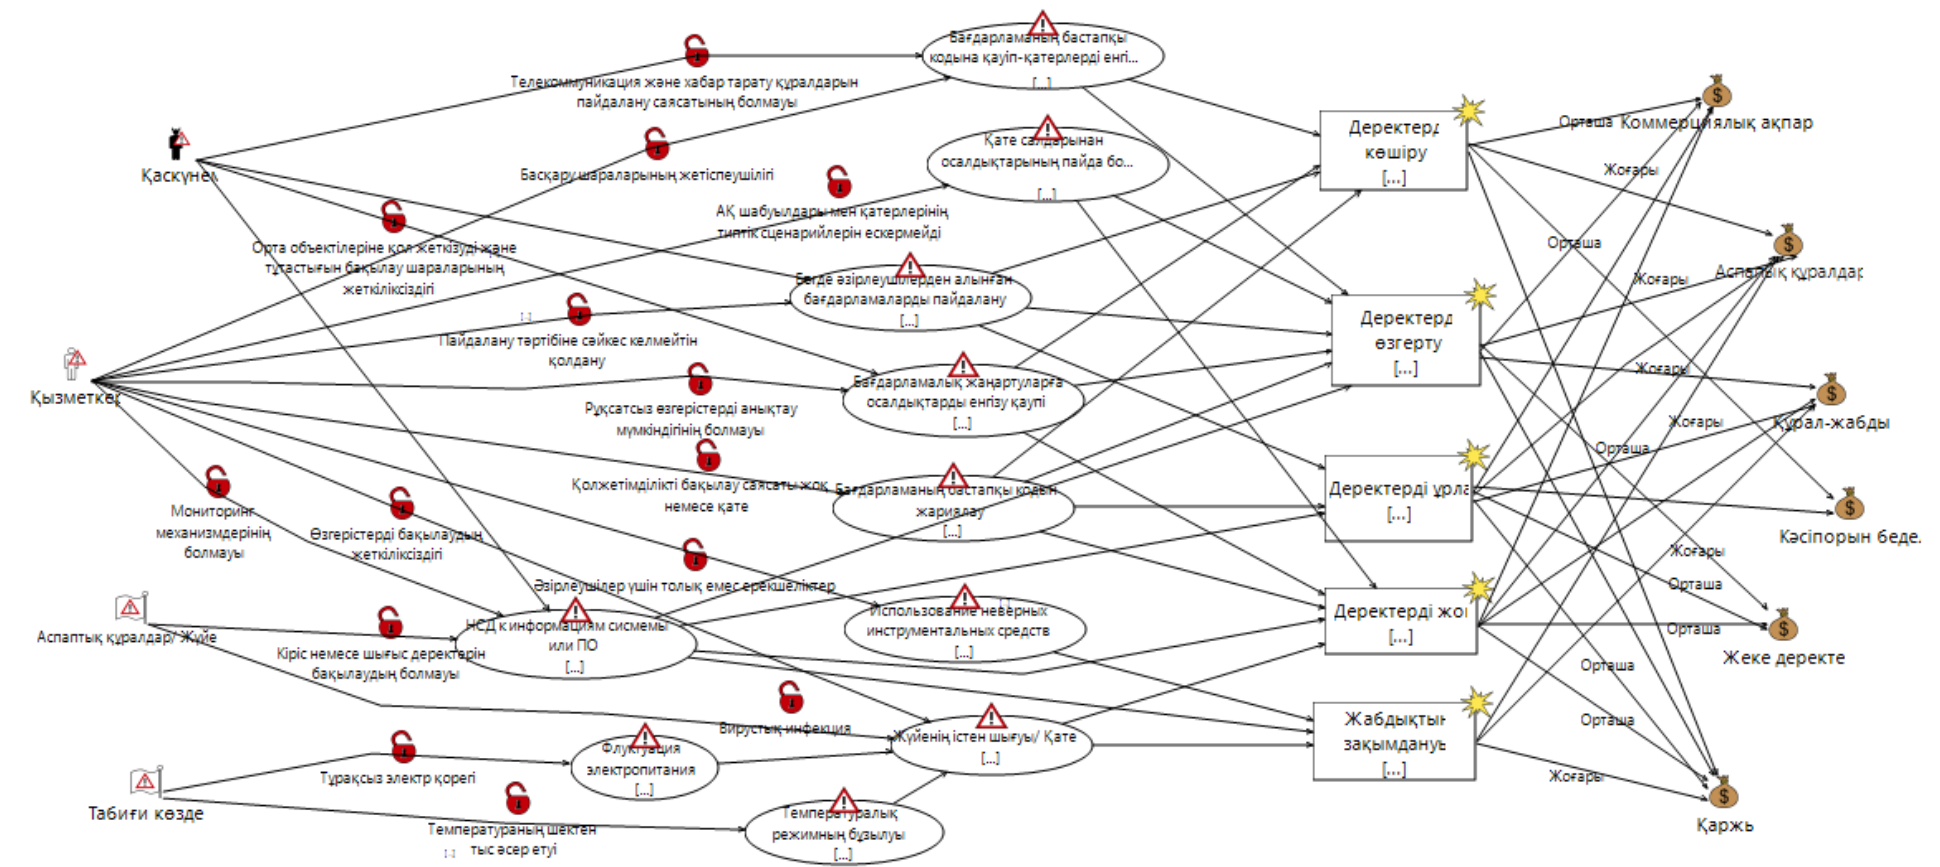 Бағдарламаның бастапқы
кодына қауіп-қатерлерді енгі...
[...]
Телекоммуникация және хабар тарату құралдарын
пайдалану саясатының болмауы
Коммерциялық ақпар
Орташа
Деректерд
көшіру
[...]
Қате салдарынан
осалдықтарының пайда бо...
[...]
Қаскүнем
Басқару шараларының жетіспеушілігі
Жоғары
АҚ шабуылдары мен қатерлерінің
типтік сценарийлерін ескермейді
Орта объектілеріне қол жеткізуді және
тұтастығын бақылау шараларының
жеткіліксіздігі
Орташа
Аспаптық құралдар
Жоғары
Бөгде әзірлеушілерден алынған
бағдарламаларды пайдалану
[...]
Деректерд
өзгерту
[...]
Пайдалану тәртібіне сәйкес келмейтін
қолдану
Қызметкер
Жоғары
Бағдарламалық жаңартуларға
осалдықтарды енгізу қаупі
[...]
Рұқсатсыз өзгерістерді анықтау
мүмкіндігінің болмауы
Жоғары
Құрал-жабды
Орташа
Қолжетімділікті бақылау саясаты жоқ
немесе қате
Бағдарламаның бастапқы кодын
жариялау
[...]
Деректерді ұрла
[...]
Мониторинг
механизмдерінің
болмауы
Өзгерістерді бақылаудың
жеткіліксіздігі
Кәсіпорын беде.
Жоғары
Орташа
Әзірлеушілер үшін толық емес ерекшеліктер
Использование неверных
инструментальных средств
[...]
Деректерді жоі
[...]
Аспаптық құралдар/ Жүйе
НСД к информациям сисмемы
или ПО
[...]
Орташа
Жеке деректе
Кіріс немесе шығыс деректерін
бақылаудың болмауы
Орташа
Вирустық инфекция
Жүйенің істен шығуы/ Қате
[...]
Жабдықтың
зақымдануы
[...]
Орташа
Флуктуация
электропитания
[...]
Тұрақсыз электр қорегі
Жоғары
Табиғи көзде
Температураның шектен
тыс әсер етуі
Температуралық
режимның бұзылуы
[...]
Қаржь